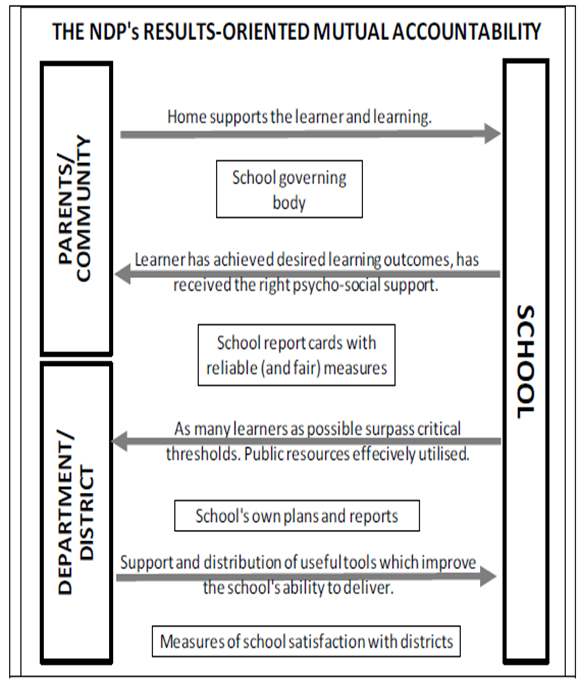 THE NDP's RESULTS-ORIENTED MUTUAL ACCOUNTABILITY
PARENTS/
COMMUNITY
Home supports the learner and learning.
School governing
body
Learner has achieved desired learning outcomes, has
received the right psycho-social support.
School report cards with
reliable (and fair) measures
SCHOOL
DEPARTMENT/
DISTRICT
As many learners as possible surpass critical
thresholds. Public resources effecively utilised.
School's own plans and reports
Support and distribution of useful tools which improve
the school's ability to deliver.
Measures of school satisfaction with districts